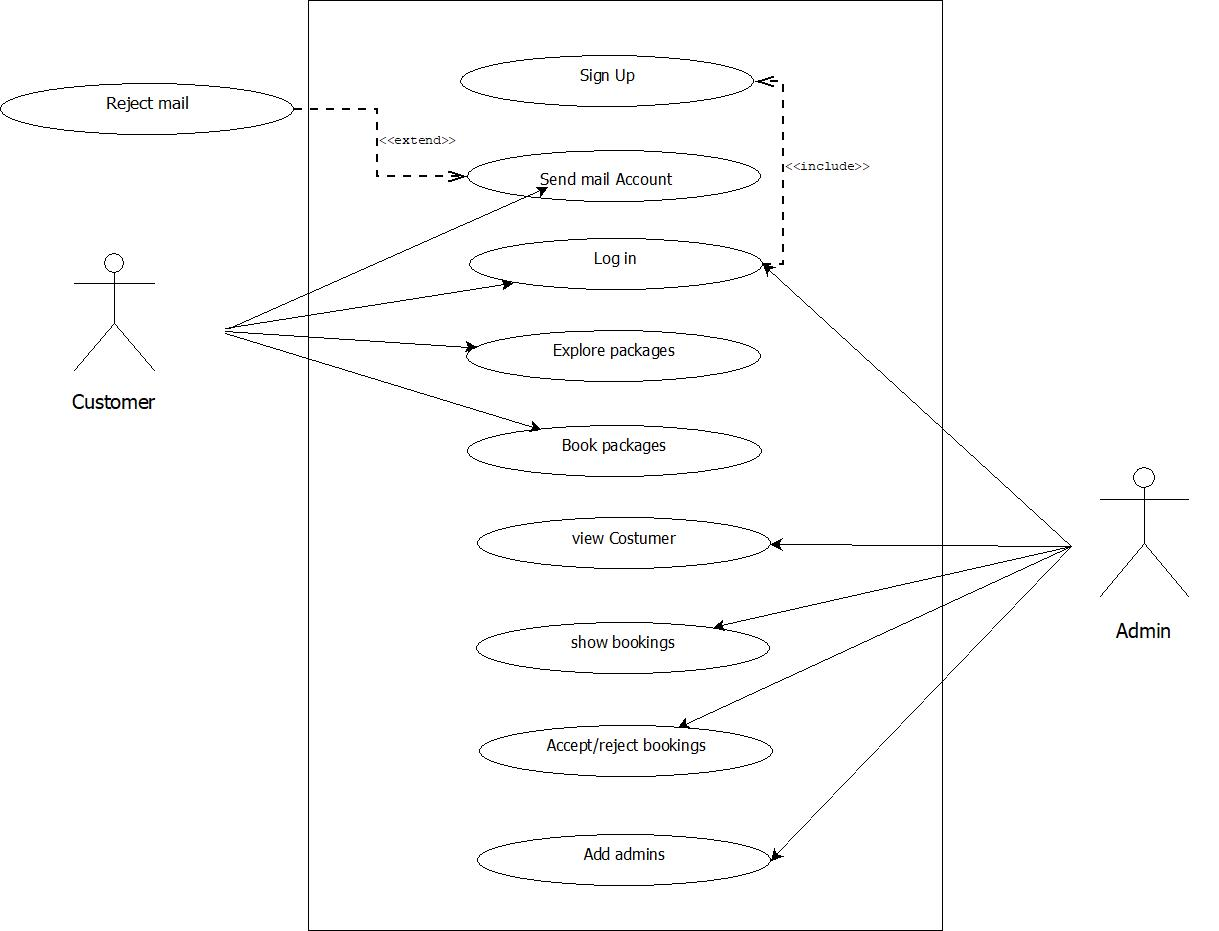 Sign Up
Reject mail
<<extend>>
<<include>>
Send mail Account
Log in
Explore packages
Customer
Book packages
view Costumer
show bookings
Admin
Accept/reject bookings
Add admins